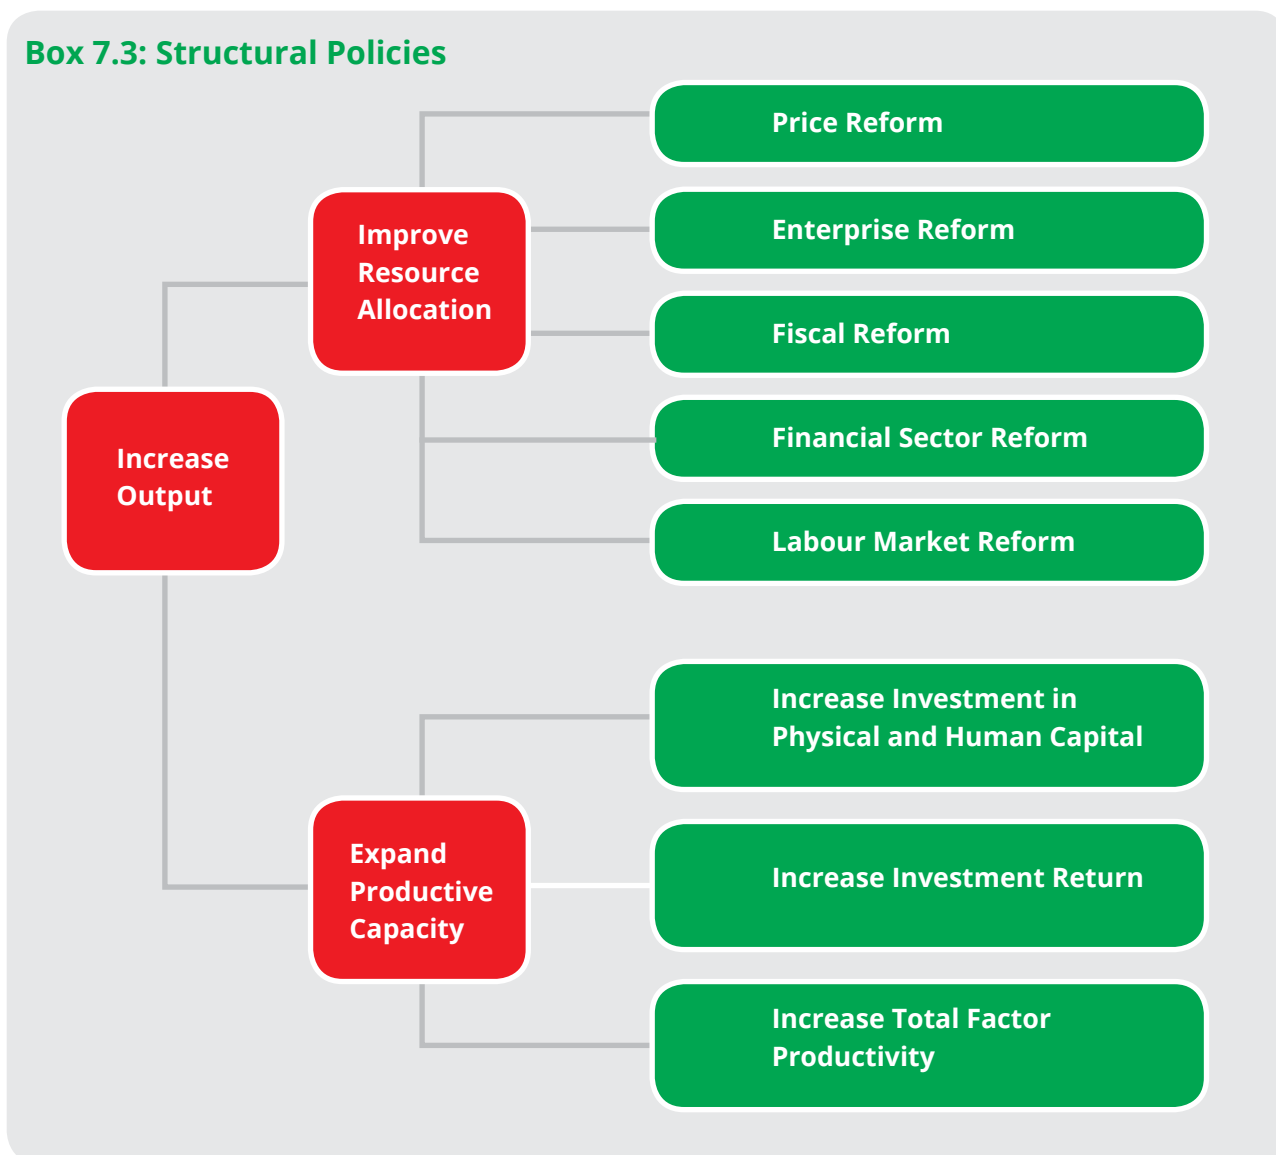 Box 7.3: Structural Policies
Price Reform
Improve
Resource
Allocation
Enterprise Reform
Fiscal Reform
Financial Sector Reform
Labour Market Reform
Increase
Output
Increase Investment in
Physical and Human Capital
Expand
Productive
Capacity
Increase Investment Return
Increase Total Factor
Productivity